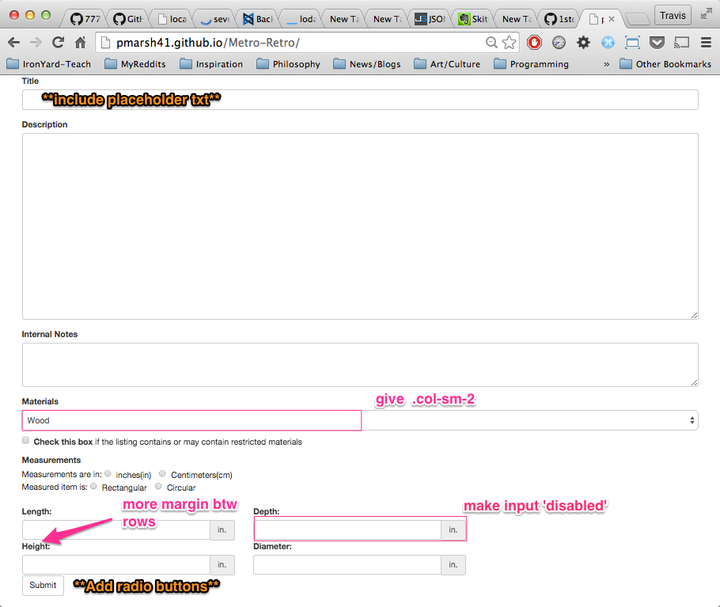 777
Gith
loca
seve
Back
loda
New Ta
New T
JSON
Skit
New Ta
1sto
p
Travis
pmarsh41.github.io/Metro-Retro/
IronYard-Teach MyReddits Inspiration Philosophy News/Blogs Art/Culture Programming » Other Bookmarks
Title
**include placeholder txt**
Description
Internal Notes
Materials
give .col-sm-2
Wood
Check this box if the listing contains or may contain restricted materials
Measurements
Measurements are in: inches(in) Centimeters(cm)
Measured item is: Rectangular Circular
more margin btw
rows
make input 'disabled'
Length: Depth:
in. in.
Height: Diameter:
in. in.
Submit
**Add radio buttons**